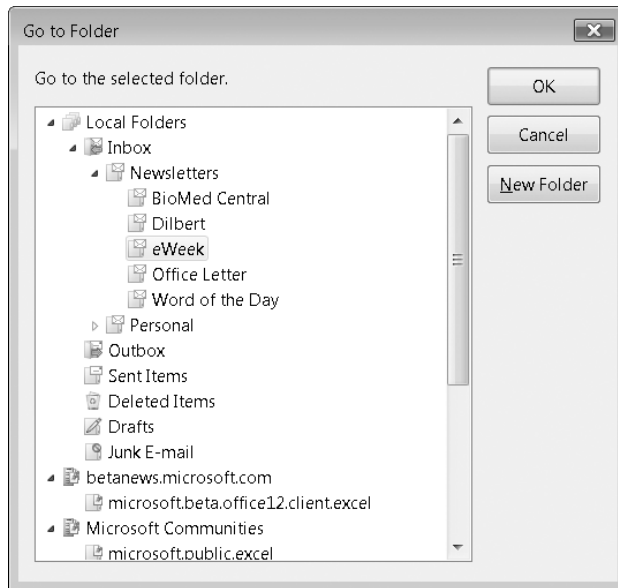 Go to Folder
Go to the selected folder.
OK
Cancel
New Folder
Local Folders
Inbox
Newsletters
BioMed Central
Dilbert
eWeek
Office Letter
Word of the Day
Personal
Outbox
Sent Items
Deleted Items
Drafts
Junk E-mail
betanews.microsoft.com
microsoft.beta.office12.client.excel
Microsoft Communities
microsoft.public.excel